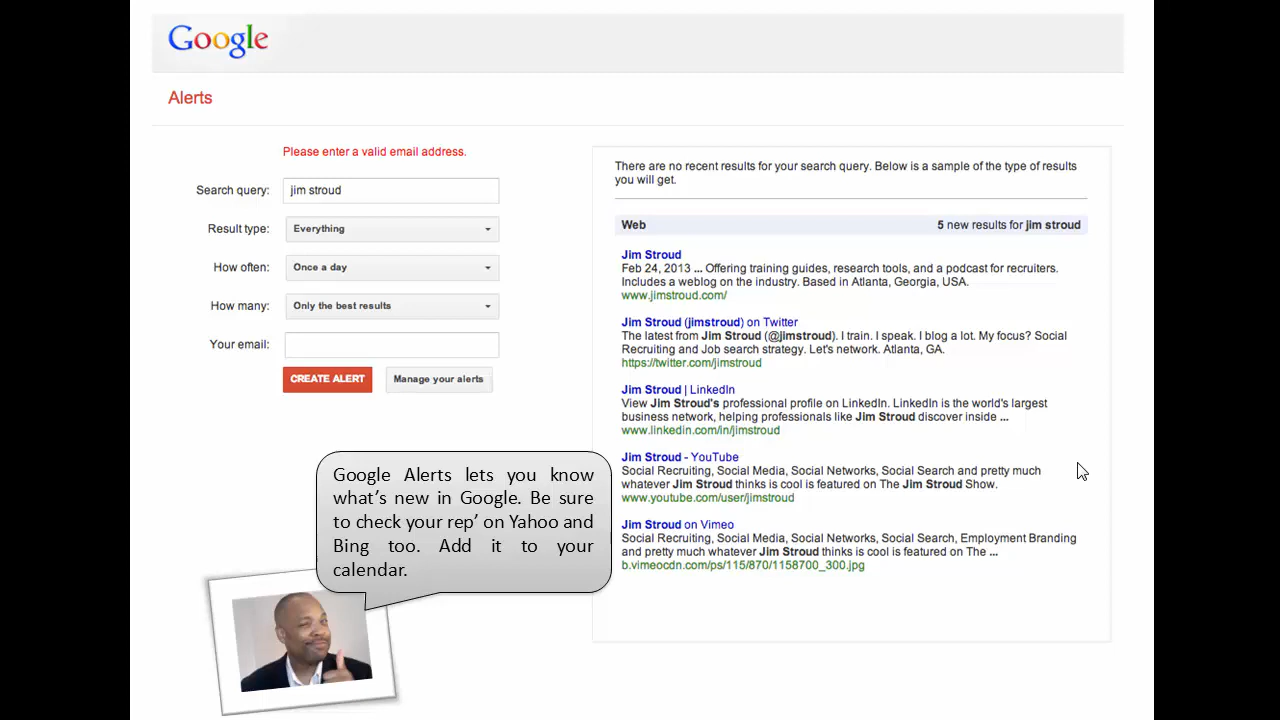 Google
Alerts
Please enter a valid email address.
Search query: jim stroud
Result type: Everything
How often: Once a day
How many: Only the best results
Your email:
CREATE ALERT Manage your alerts
There are no recent results for your search query. Below is a sample of the type of results
you will get.
Web 5 new results for jim stroud
Jim Stroud
Feb 24, 2013 ... Offering training guides, research tools, and a podcast for recruiters.
Includes a weblog on the industry. Based in Atlanta, Georgia, USA.
www.jimstroud.com/
Jim Stroud (jimstroud) on Twitter
The latest from Jim Stroud (@jimstroud). I train. I speak. I blog a lot. My focus? Social
Recruiting and Job search strategy. Let's network. Atlanta, GA.
https://twitter.com/jimstroud
Jim Stroud | LinkedIn
View Jim Stroud's professional profile on LinkedIn. LinkedIn is the world's largest
business network, helping professionals like Jim Stroud discover inside ...
www.linkedin.com/in/jimstroud
Jim Stroud - YouTube
Social Recruiting, Social Media, Social Networks, Social Search and pretty much
whatever Jim Stroud thinks is cool is featured on The Jim Stroud Show.
www.youtube.com/user/jimstroud
Jim Stroud on Vimeo
Social Recruiting, Social Media, Social Networks, Social Search, Employment Branding
and pretty much whatever Jim Stroud thinks is cool is featured on The ...
b.vimeocdn.com/ps/115/870/1158700_300.jpg
Google Alerts lets you know
what's new in Google. Be sure
to check your rep' on Yahoo and
Bing too. Add it to your
calendar.